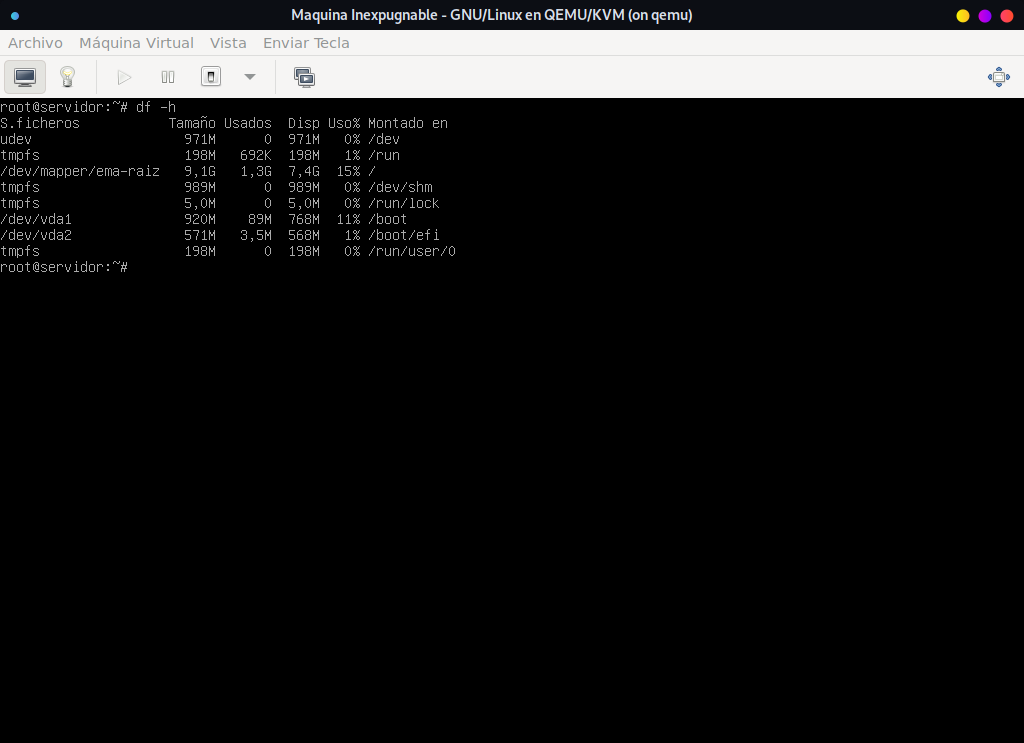 Maquina Inexpugnable - GNU/Linux en QEMU/KVM (on qemu)
Archivo Máquina Virtual Vista Enviar Tecla
root@servidor:~# df -h
S.ficheros Tamaño Usados Disp Uso% Montado en
udev 971M 0 971M 0% /dev
tmpfs 198M 692K 198M 1% /run
/dev/mapper/ema-raiz 9,1G 1,3G 7,4G 15% /
tmpfs 989M 0 989M 0% /dev/shm
tmpfs 5,0M 0 5,0M 0% /run/lock
/dev/vda1 920M 89M 768M 11% /boot
/dev/vda2 571M 3,5M 568M 1% /boot/efi
tmpfs 198M 0 198M 0% /run/user/0
root@servidor:~#